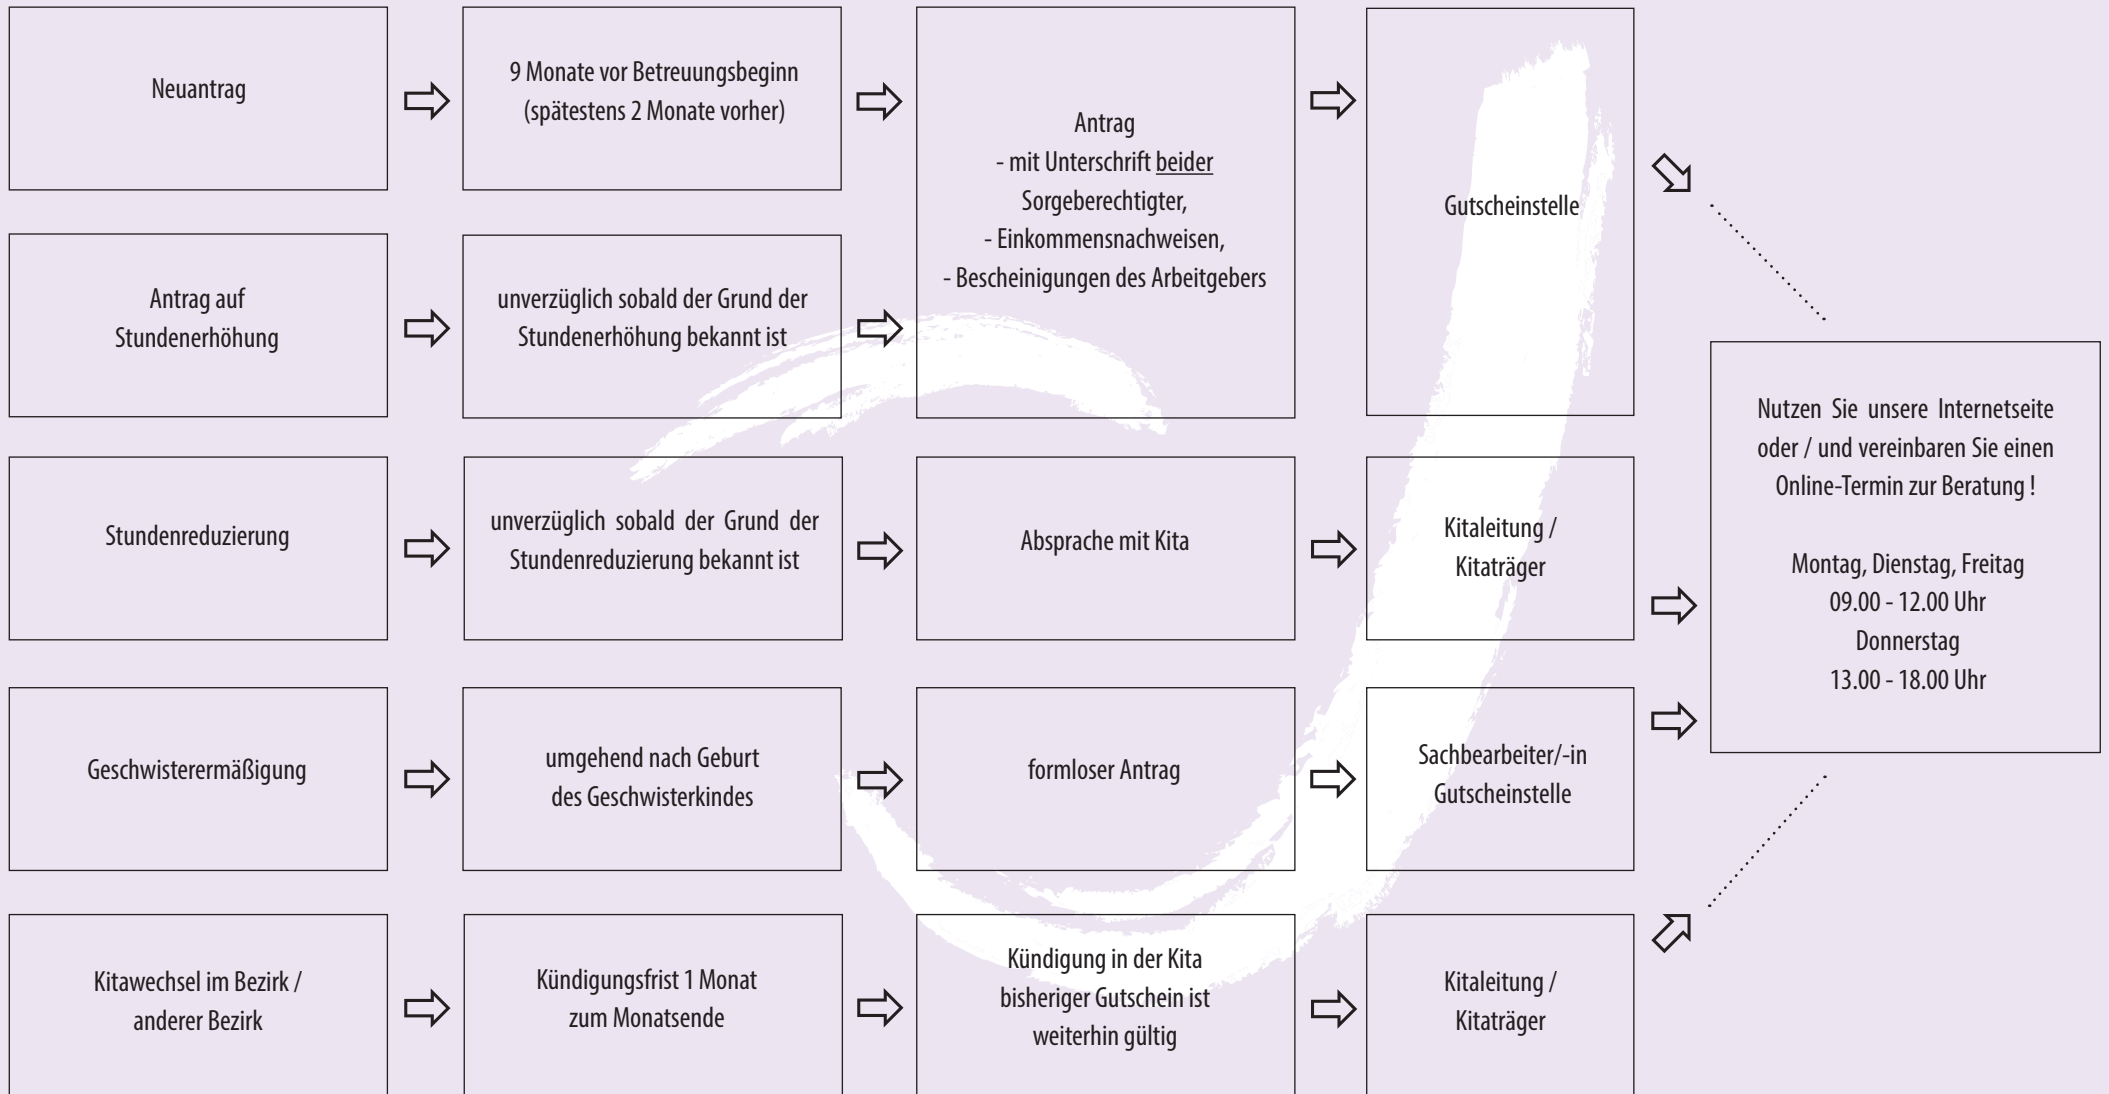 Neuantrag
9 Monate vor Betreuungsbeginn
(spätestens 2 Monate vorher)
Antrag
- mit Unterschrift beider
Sorgeberechtigter,
- Einkommensnachweisen,
- Bescheinigungen des Arbeitgebers
Gutscheinstelle
Antrag auf
Stundenerhöhung
unverzüglich sobald der Grund der
Stundenerhöhung bekannt ist
Stundenreduzierung
unverzüglich sobald der Grund der
Stundenreduzierung bekannt ist
Absprache mit Kita
Kitaleitung /
Kitaträger
Geschwisterermäßigung
umgehend nach Geburt
des Geschwisterkindes
formloser Antrag
Sachbearbeiter/-in
Gutscheinstelle
Kitawechsel im Bezirk /
anderer Bezirk
Kündigungsfrist 1 Monat
zum Monatsende
Kündigung in der Kita
bisheriger Gutschein ist
weiterhin gültig
Kitaleitung /
Kitaträger
Nutzen Sie unsere Internetseite
oder / und vereinbaren Sie einen
Online-Termin zur Beratung !
Montag, Dienstag, Freitag
09.00 - 12.00 Uhr
Donnerstag
13.00 - 18.00 Uhr